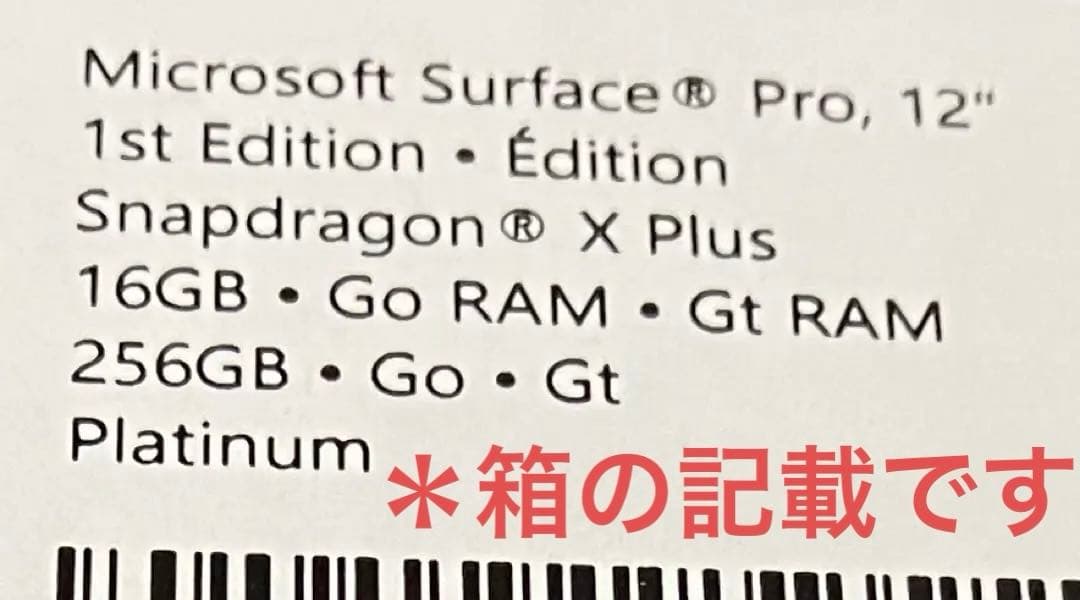 Microsoft Surface® Pro, 12"
1st Edition • Édition
Snapdragon® X Plus
16GB • Go RAM • Gt RAM
256GB • Go • Gt
Platinum
＊箱の記載です